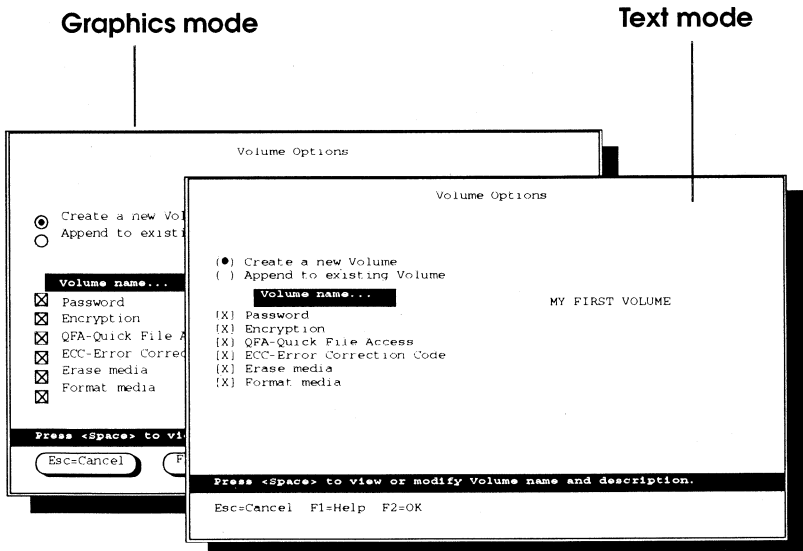 Graphics mode
Text mode
Volume Options
Create a new Vol
Append to existi
Volume name...
Password
Encryption
QFA-Quick File A
ECC-Error Correc
Erase media
Format media
Press <Space> to vi
Esc=Cancel
F
Volume Options
(●) Create a new Volume
( ) Append to existing Volume
Volume name...
MY FIRST VOLUME
[X] Password
[X] Encryption
[X] QFA-Quick File Access
[X] ECC-Error Correction Code
[X] Erase media
[X] Format media
Press <Space> to view or modify Volume name and description.
Esc=Cancel F1=Help F2=OK